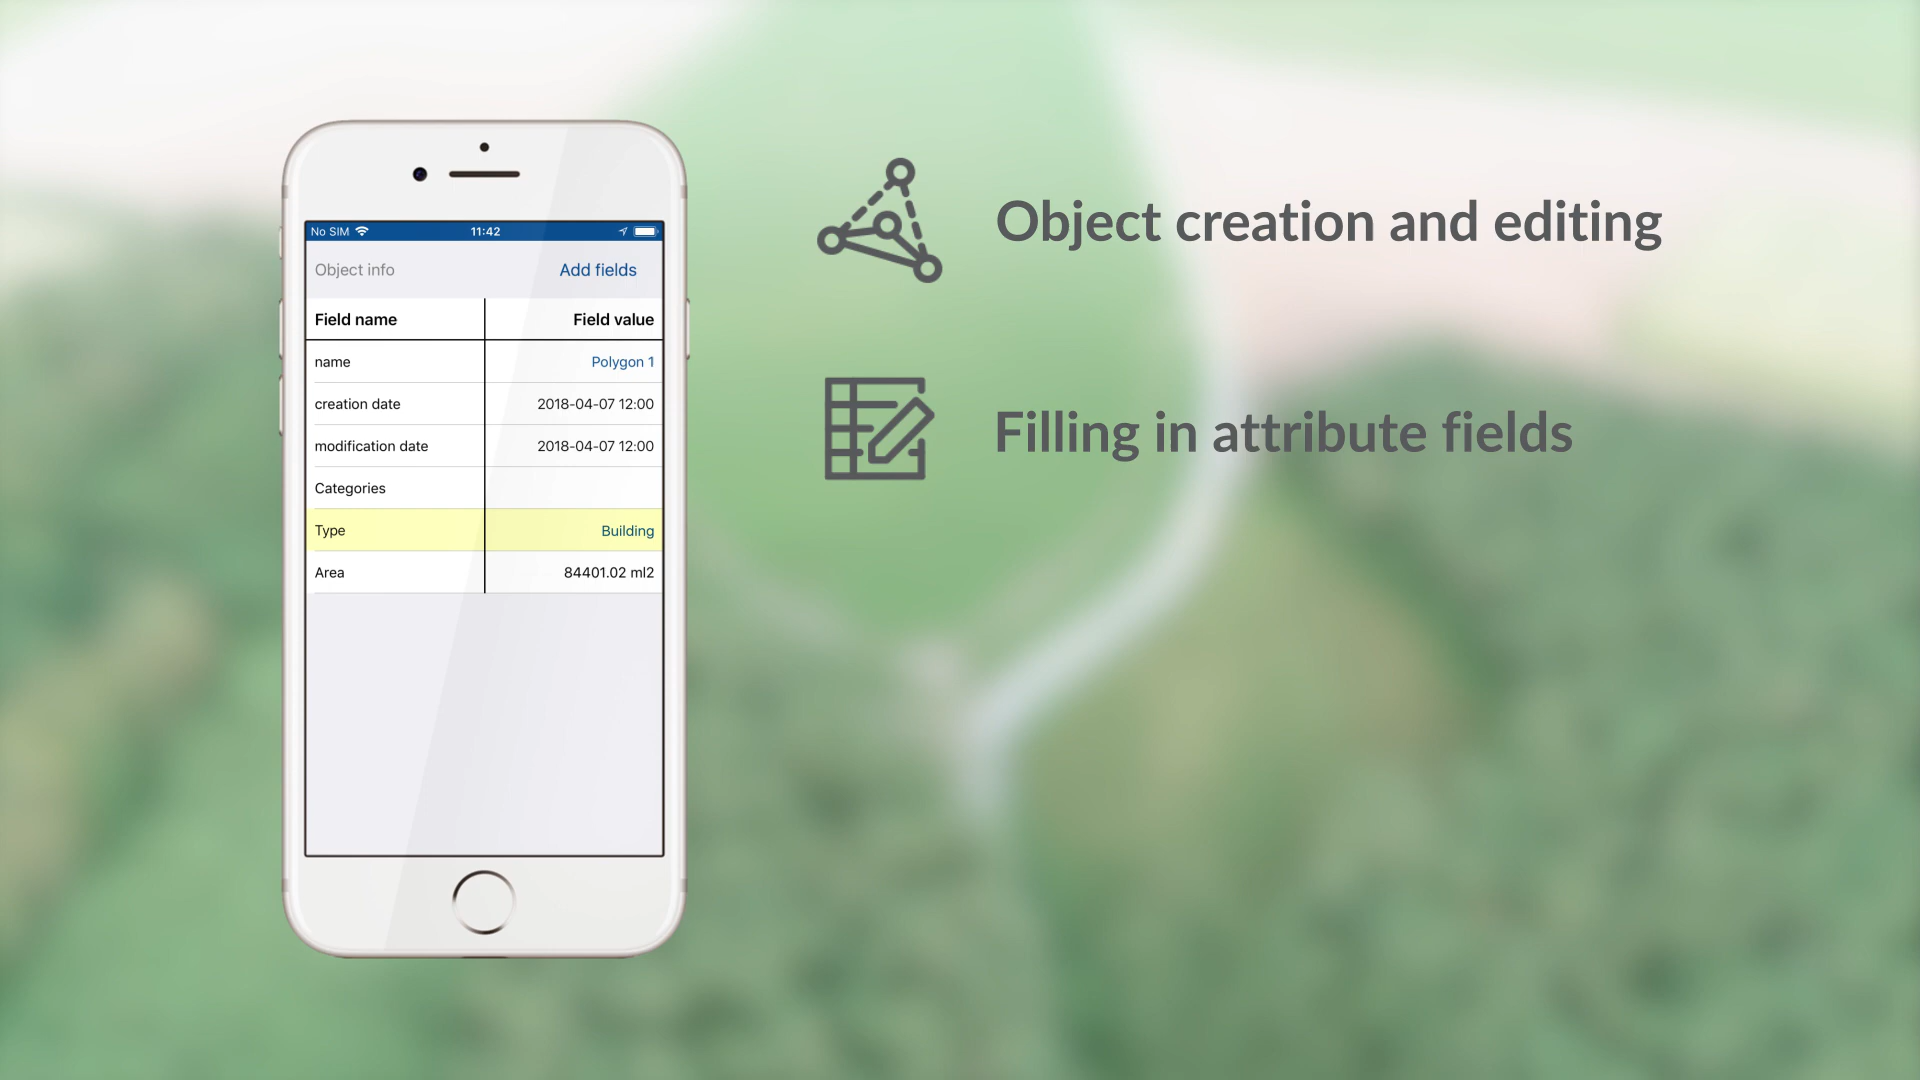 No SIM 11:42
Object info Add fields
Field name Field value
name Polygon 1
creation date 2018-04-07 12:00
modification date 2018-04-07 12:00
Categories
Type Building
Area 84401.02 ml2
Object creation and editing
Filling in attribute fields